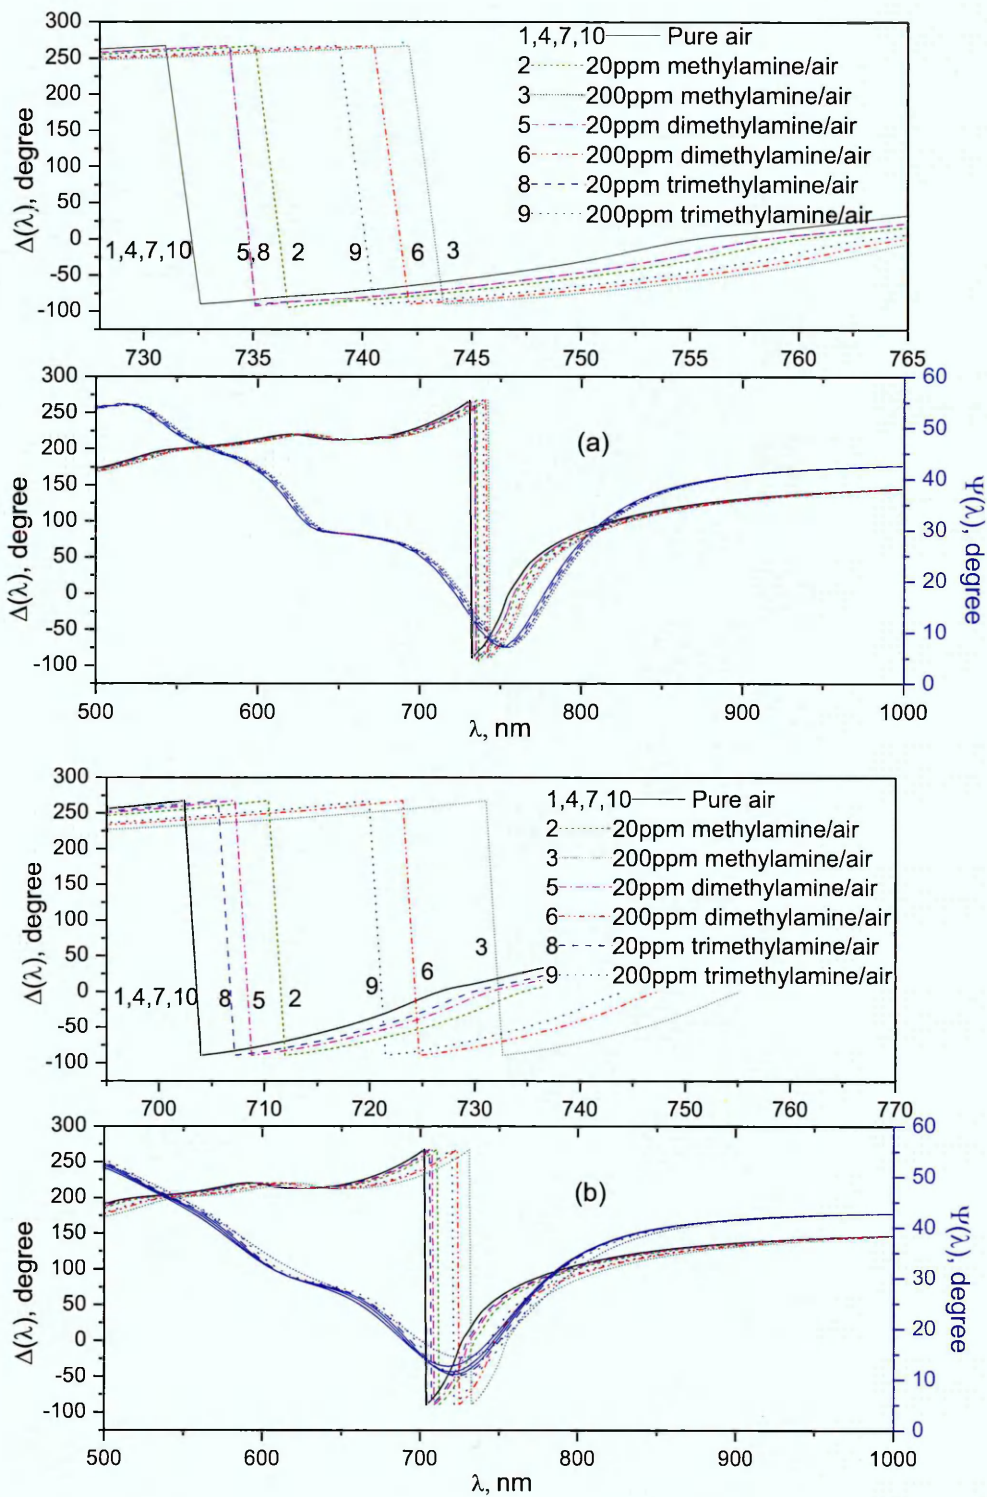 300
250
200
150
100
50
0
-50
-100
Δ(λ), degree
1,4,7,10 Pure air
2 20ppm methylamine/air
3 200ppm methylamine/air
5 20ppm dimethylamine/air
6 200ppm dimethylamine/air
8 20ppm trimethylamine/air
9 200ppm trimethylamine/air
1,4,7,10 5,8 2 9 6 3
730 735 740 745 750 755 760 765
300
250
200
150
100
50
0
-50
-100
Δ(λ), degree
(a)
60
50
40
30
20
10
0
Ψ(λ), degree
500 600 700 800 900 1000
λ, nm
300
250
200
150
100
50
0
-50
-100
Δ(λ), degree
1,4,7,10 Pure air
2 20ppm methylamine/air
3 200ppm methylamine/air
5 20ppm dimethylamine/air
6 200ppm dimethylamine/air
8 20ppm trimethylamine/air
9 200ppm trimethylamine/air
1,4,7,10 8 5 2 9 6 3
700 710 720 730 740 750 760 770
300
250
200
150
100
50
0
-50
-100
Δ(λ), degree
(b)
60
50
40
30
20
10
0
Ψ(λ), degree
500 600 700 800 900 1000
λ, nm